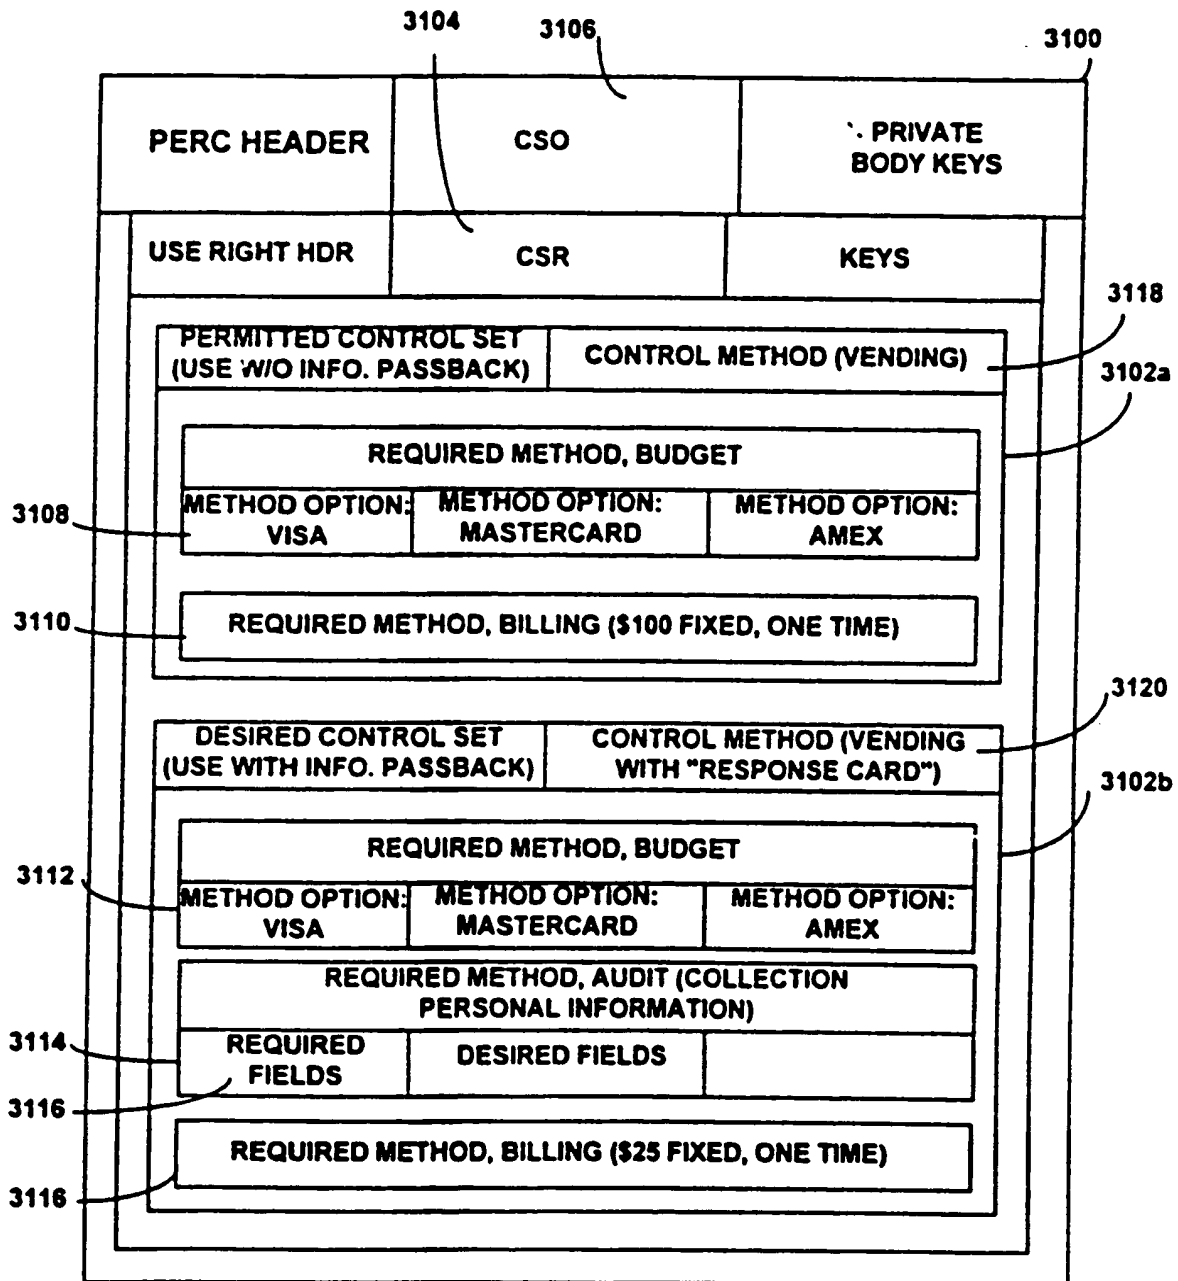 3104
3106
3100
PERC HEADER
CSO
PRIVATE
BODY KEYS
USE RIGHT HDR
CSR
KEYS
3118
PERMITTED CONTROL SET
(USE W/O INFO. PASSBACK)
CONTROL METHOD (VENDING)
3102a
REQUIRED METHOD, BUDGET
METHOD OPTION:
VISA
METHOD OPTION:
MASTERCARD
METHOD OPTION:
AMEX
3108
3110
REQUIRED METHOD, BILLING ($100 FIXED, ONE TIME)
3120
DESIRED CONTROL SET
(USE WITH INFO. PASSBACK)
CONTROL METHOD (VENDING
WITH "RESPONSE CARD")
3102b
REQUIRED METHOD, BUDGET
3112
METHOD OPTION:
VISA
METHOD OPTION:
MASTERCARD
METHOD OPTION:
AMEX
REQUIRED METHOD, AUDIT (COLLECTION
PERSONAL INFORMATION)
3114
REQUIRED
FIELDS
DESIRED FIELDS
3116
REQUIRED METHOD, BILLING ($25 FIXED, ONE TIME)
3116